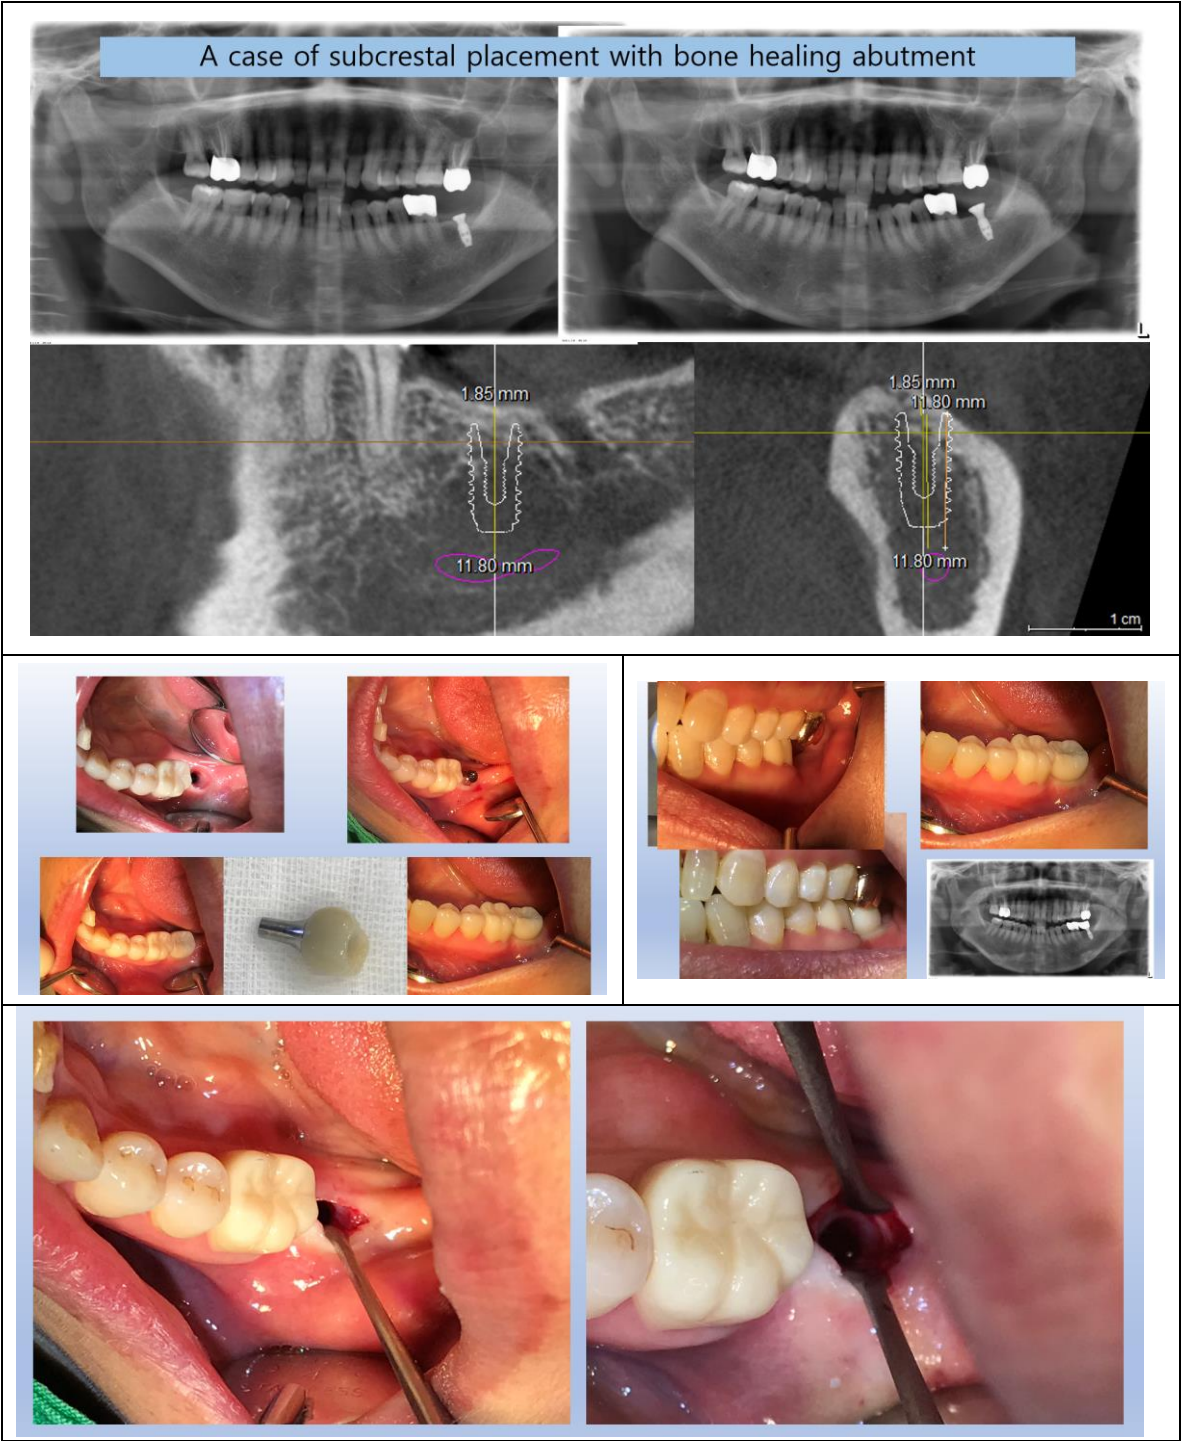 A case of subcrestal placement with bone healing abutment
L
1.85 mm
11.80 mm
1.85 mm
11.80 mm
11.80 mm
1 cm
L